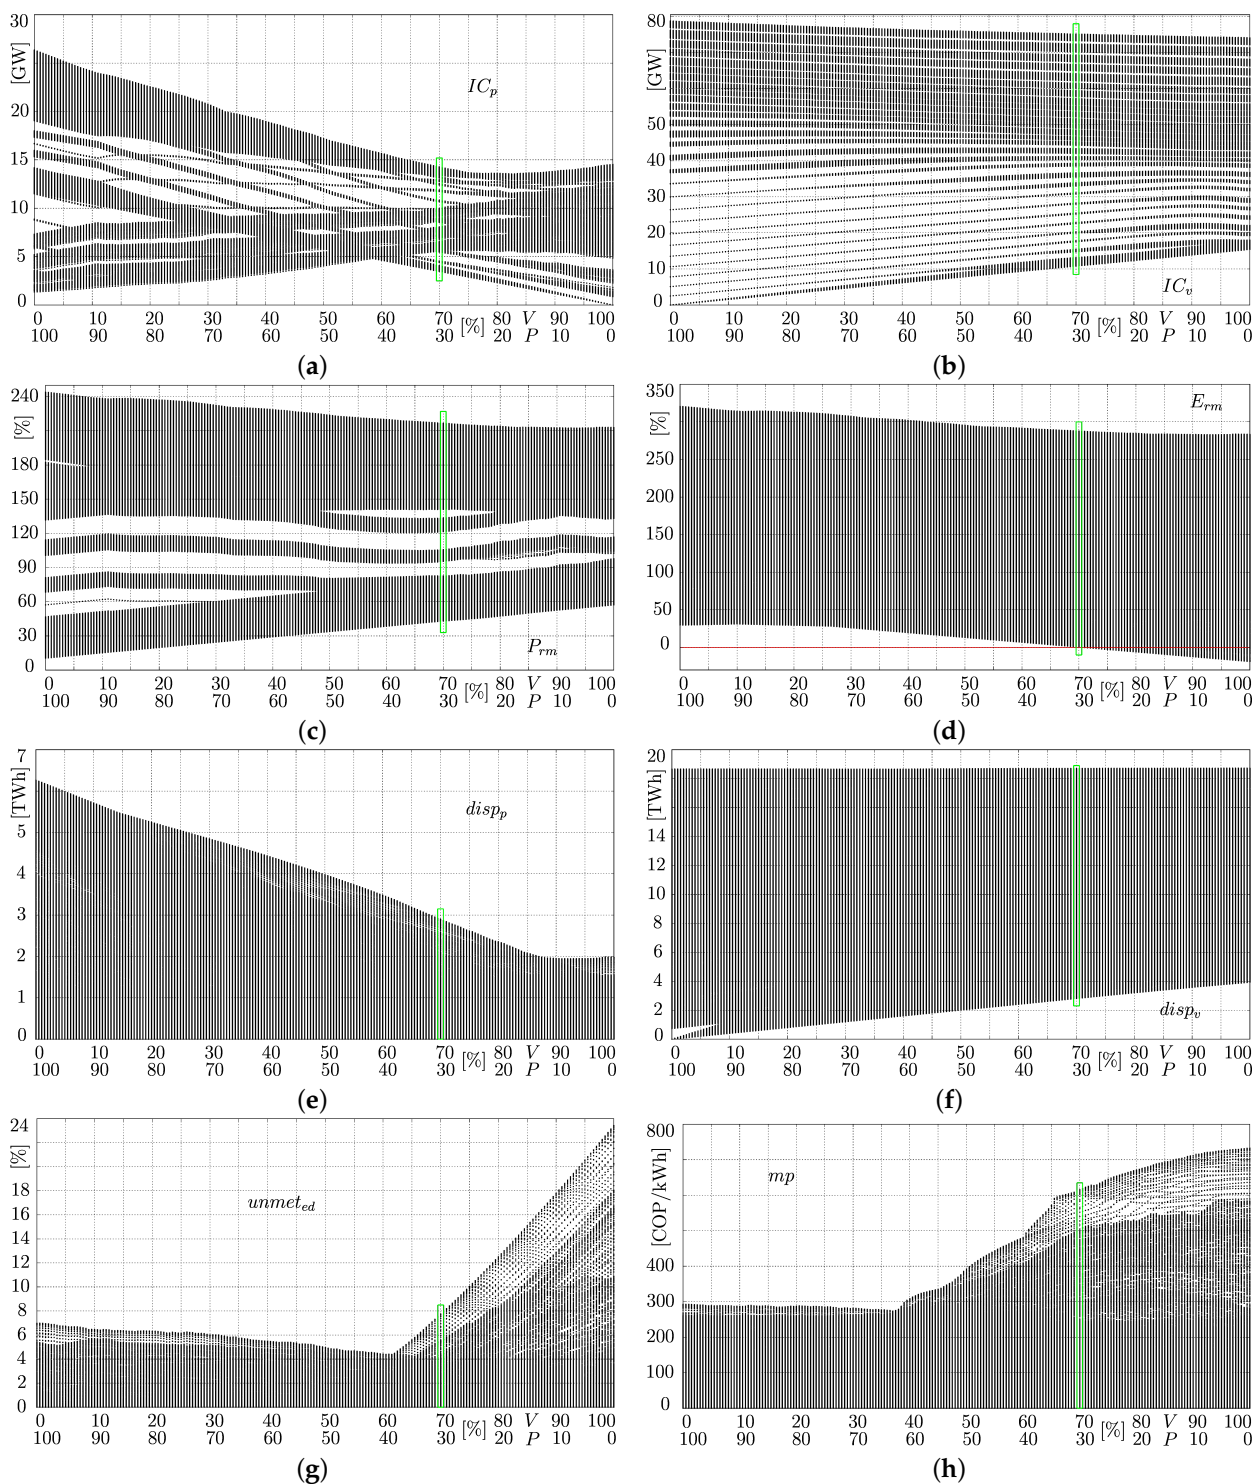 30 [GW] 20 15 10 5 0
IC_p
0 10 20 30 40 50 60 70 [%] 80 V 90 100
100 90 80 70 60 50 40 30 20 P 10 0
(a)
80 [GW] 50 40 30 20 10 0
IC_v
0 10 20 30 40 50 60 70 [%] 80 V 90 100
100 90 80 70 60 50 40 30 20 P 10 0
(b)
240 [%] 180 150 120 90 60 30 0
P_rm
0 10 20 30 40 50 60 70 [%] 80 V 90 100
100 90 80 70 60 50 40 30 20 P 10 0
(c)
350 [%] 250 200 150 100 50 0
E_rm
0 10 20 30 40 50 60 70 [%] 80 V 90 100
100 90 80 70 60 50 40 30 20 P 10 0
(d)
7 [TWh] 5 4 3 2 1 0
disp_p
0 10 20 30 40 50 60 70 [%] 80 V 90 100
100 90 80 70 60 50 40 30 20 P 10 0
(e)
20 [TWh] 14 12 10 8 6 4 2 0
disp_v
0 10 20 30 40 50 60 70 [%] 80 V 90 100
100 90 80 70 60 50 40 30 20 P 10 0
(f)
24 [%] 18 16 14 12 10 8 6 4 2 0
unmet_ed
0 10 20 30 40 50 60 70 [%] 80 V 90 100
100 90 80 70 60 50 40 30 20 P 10 0
(g)
800 [COP/kWh] 400 300 200 100 0
mp
0 10 20 30 40 50 60 70 [%] 80 V 90 100
100 90 80 70 60 50 40 30 20 P 10 0
(h)